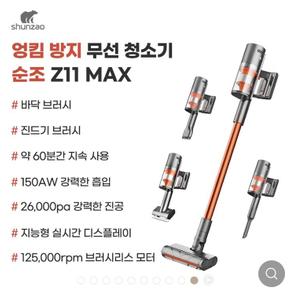 shunzao
엉킴 방지 무선 청소기
순조 Z11 MAX
# 바닥 브러시
# 진드기 브러시
# 약 60분간 지속 사용
# 150AW 강력한 흡입
# 26,000pa 강력한 진공
# 지능형 실시간 디스플레이
# 125,000rpm 브러시리스 모터